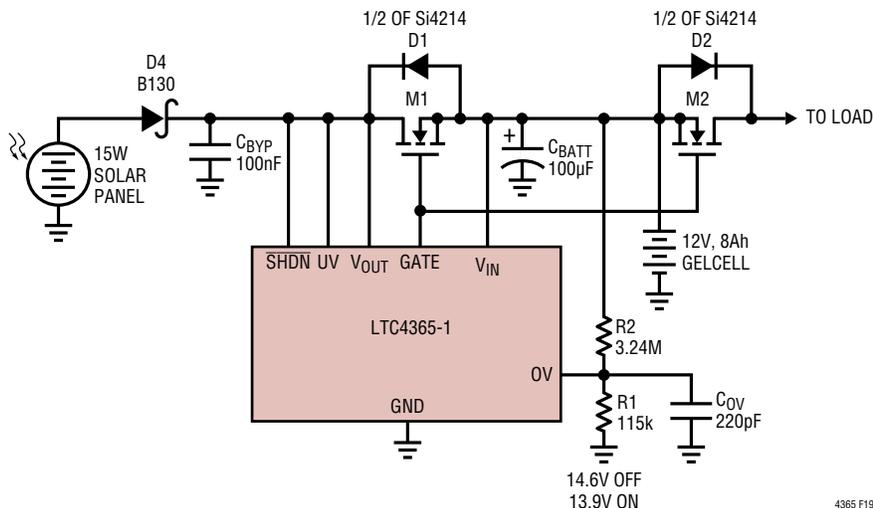 1/2 OF Si4214
D1
1/2 OF Si4214
D2
D4
B130
M1
M2
TO LOAD
15W
SOLAR
PANEL
CBYP
100nF
+
CBATT
100µF
SHDN UV VOUT GATE VIN
12V, 8Ah
GELCELL
LTC4365-1
R2
3.24M
OV
GND
R1
115k
COV
220pF
14.6V OFF
13.9V ON
4365 F19